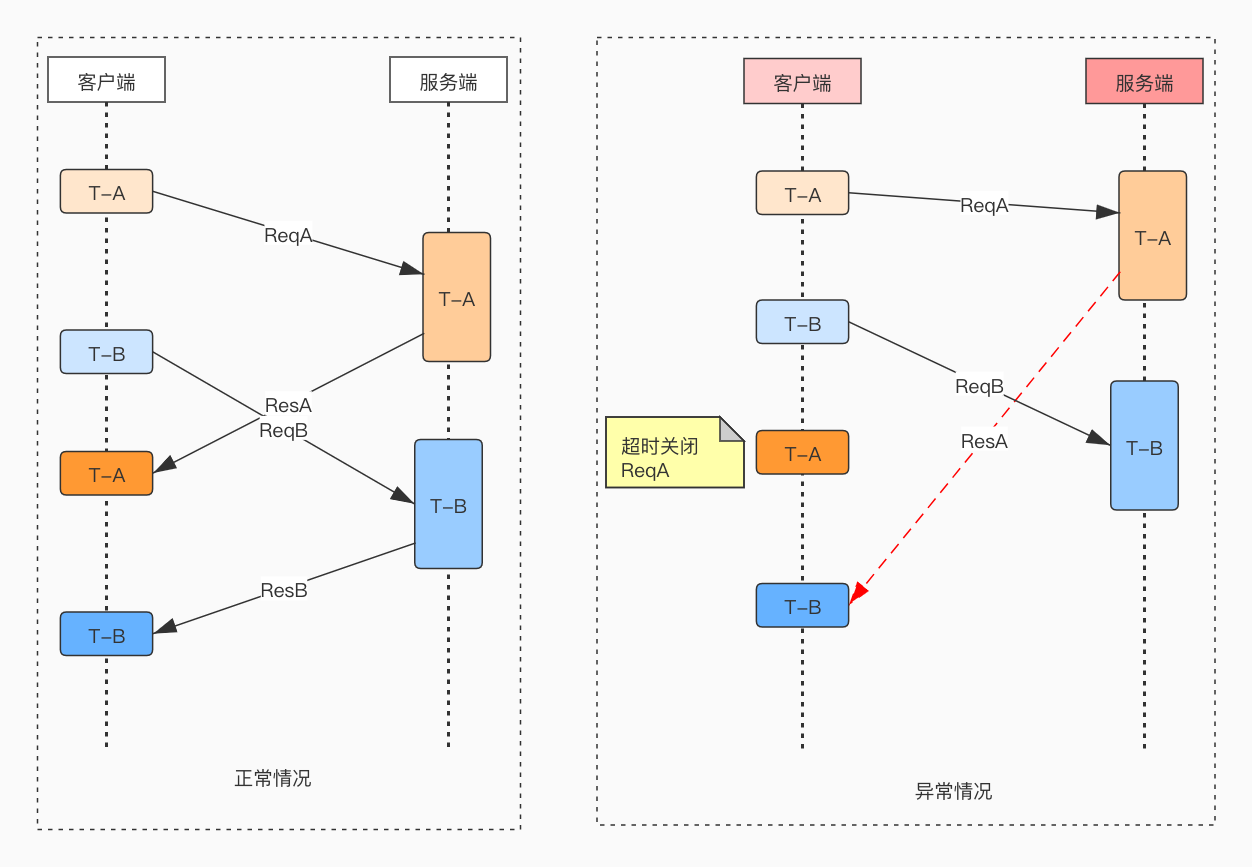 客户端
服务端
T-A
ReqA
T-A
T-B
ResA
ReqB
T-A
T-B
ResB
T-B
正常情况
客户端
服务端
T-A
ReqA
T-A
T-B
ReqB
超时关闭
ReqA
T-A
ResA
T-B
T-B
异常情况